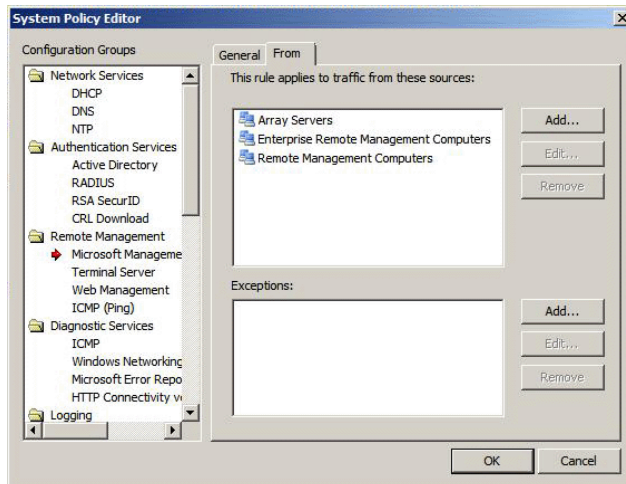 System Policy Editor
Configuration Groups
Network Services
DHCP
DNS
NTP
Authentication Services
Active Directory
RADIUS
RSA SecurID
CRL Download
Remote Management
Microsoft Manageme
Terminal Server
Web Management
ICMP (Ping)
Diagnostic Services
ICMP
Windows Networking
Microsoft Error Repo
HTTP Connectivity v
Logging
General From
This rule applies to traffic from these sources:
Array Servers
Enterprise Remote Management Computers
Remote Management Computers
Add...
Edit...
Remove
Exceptions:
Add...
Edit...
Remove
OK Cancel